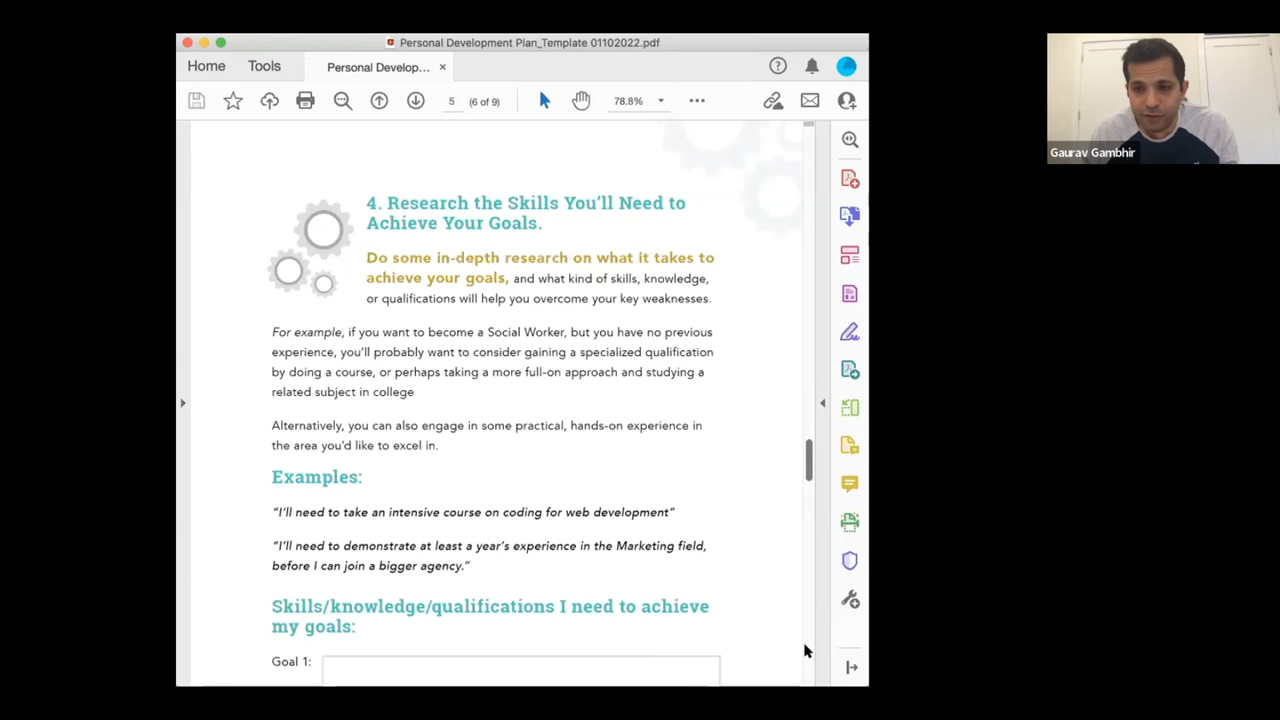 Personal Development Plan_Template 01102022.pdf
Home
Tools
Personal Develop...
5
(6 of 9)
78.8%
Gaurav Gambhir
4. Research the Skills You'll Need to
Achieve Your Goals.
Do some in-depth research on what it takes to
achieve your goals, and what kind of skills, knowledge,
or qualifications will help you overcome your key weaknesses.
For example, if you want to become a Social Worker, but you have no previous
experience, you'll probably want to consider gaining a specialized qualification
by doing a course, or perhaps taking a more full-on approach and studying a
related subject in college
Alternatively, you can also engage in some practical, hands-on experience in
the area you'd like to excel in.
Examples:
"I'll need to take an intensive course on coding for web development"
"I'll need to demonstrate at least a year's experience in the Marketing field,
before I can join a bigger agency."
Skills/knowledge/qualifications I need to achieve
my goals:
Goal 1: